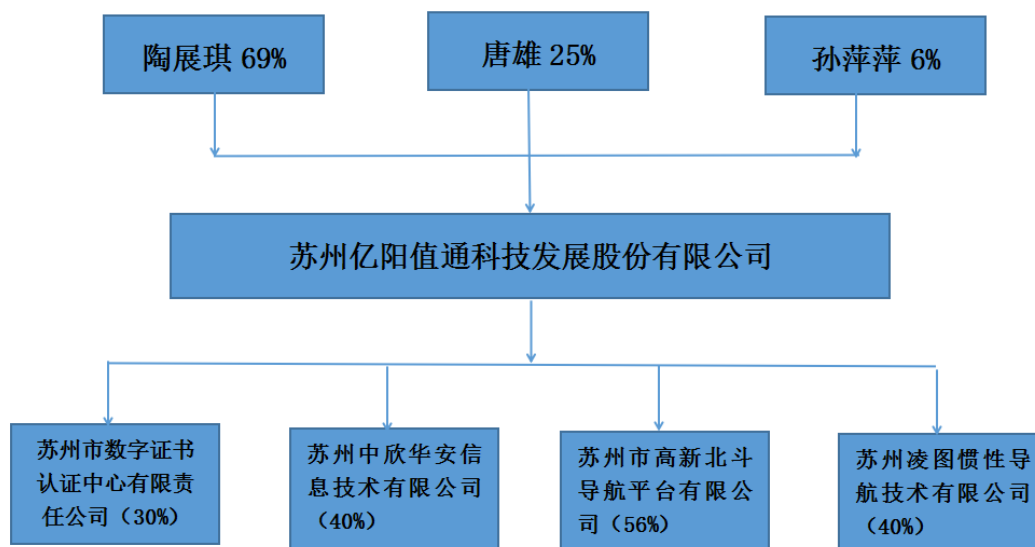 陶展琪 69%
唐雄 25%
孙萍萍 6%
苏州亿阳值通科技发展股份有限公司
苏州市数字证书
认证中心有限责
任公司（30%）
苏州中欣华安信
息技术有限公司
（40%）
苏州市高新北斗
导航平台有限公
司（56%）
苏州凌图惯性导
航技术有限公司
（40%）